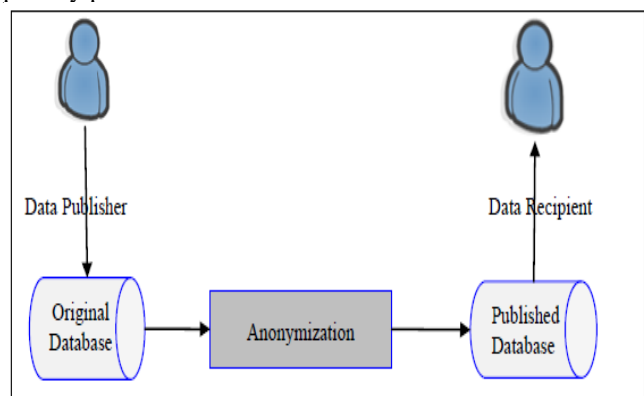 Data Publisher
Data Recipient
Original
Database
Anonymization
Published
Database